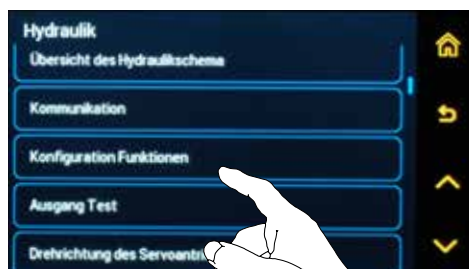 Hydraulik
Übersicht des Hydraulikschema
Kommunikation
Konfiguration Funktionen
Ausgang Test
Drehrichtung des